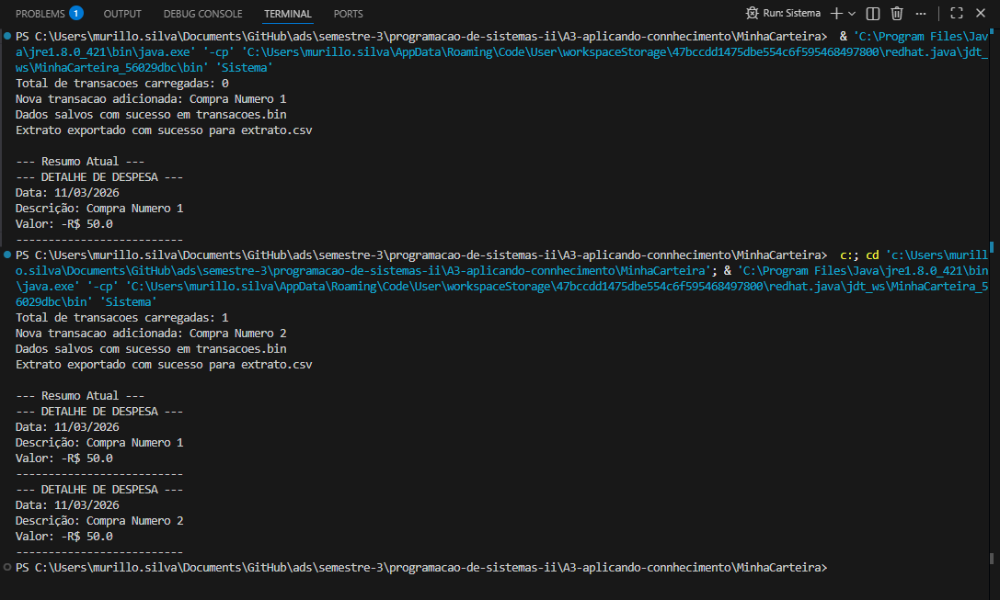 PROBLEMS 1 OUTPUT DEBUG CONSOLE TERMINAL PORTS Run: Sistema
PS C:\Users\murillo.silva\Documents\GitHub\ads\semestre-3\programacao-de-sistemas-ii\A3-aplicando-connhecimento\MinhaCarteira>  & 'C:\Program Files\Jav
a\jre1.8.0_421\bin\java.exe' '-cp' 'C:\Users\murillo.silva\AppData\Roaming\Code\User\workspaceStorage\47bccdd1475dbe554c6f595468497800\redhat.java\jdt_
ws\MinhaCarteira_56029dbc\bin' 'Sistema'
Total de transacoes carregadas: 0
Nova transacao adicionada: Compra Numero 1
Dados salvos com sucesso em transacoes.bin
Extrato exportado com sucesso para extrato.csv
--- Resumo Atual ---
--- DETALHE DE DESPESA ---
Data: 11/03/2026
Descrição: Compra Numero 1
Valor: -R$ 50.0
--------------------------
PS C:\Users\murillo.silva\Documents\GitHub\ads\semestre-3\programacao-de-sistemas-ii\A3-aplicando-connhecimento\MinhaCarteira>  c:; cd 'c:\Users\murill
o.silva\Documents\GitHub\ads\semestre-3\programacao-de-sistemas-ii\A3-aplicando-connhecimento\MinhaCarteira'; & 'C:\Program Files\Java\jre1.8.0_421\bin
\java.exe' '-cp' 'C:\Users\murillo.silva\AppData\Roaming\Code\User\workspaceStorage\47bccdd1475dbe554c6f595468497800\redhat.java\jdt_ws\MinhaCarteira_5
6029dbc\bin' 'Sistema'
Total de transacoes carregadas: 1
Nova transacao adicionada: Compra Numero 2
Dados salvos com sucesso em transacoes.bin
Extrato exportado com sucesso para extrato.csv
--- Resumo Atual ---
--- DETALHE DE DESPESA ---
Data: 11/03/2026
Descrição: Compra Numero 1
Valor: -R$ 50.0
--------------------------
--- DETALHE DE DESPESA ---
Data: 11/03/2026
Descrição: Compra Numero 2
Valor: -R$ 50.0
--------------------------
PS C:\Users\murillo.silva\Documents\GitHub\ads\semestre-3\programacao-de-sistemas-ii\A3-aplicando-connhecimento\MinhaCarteira>